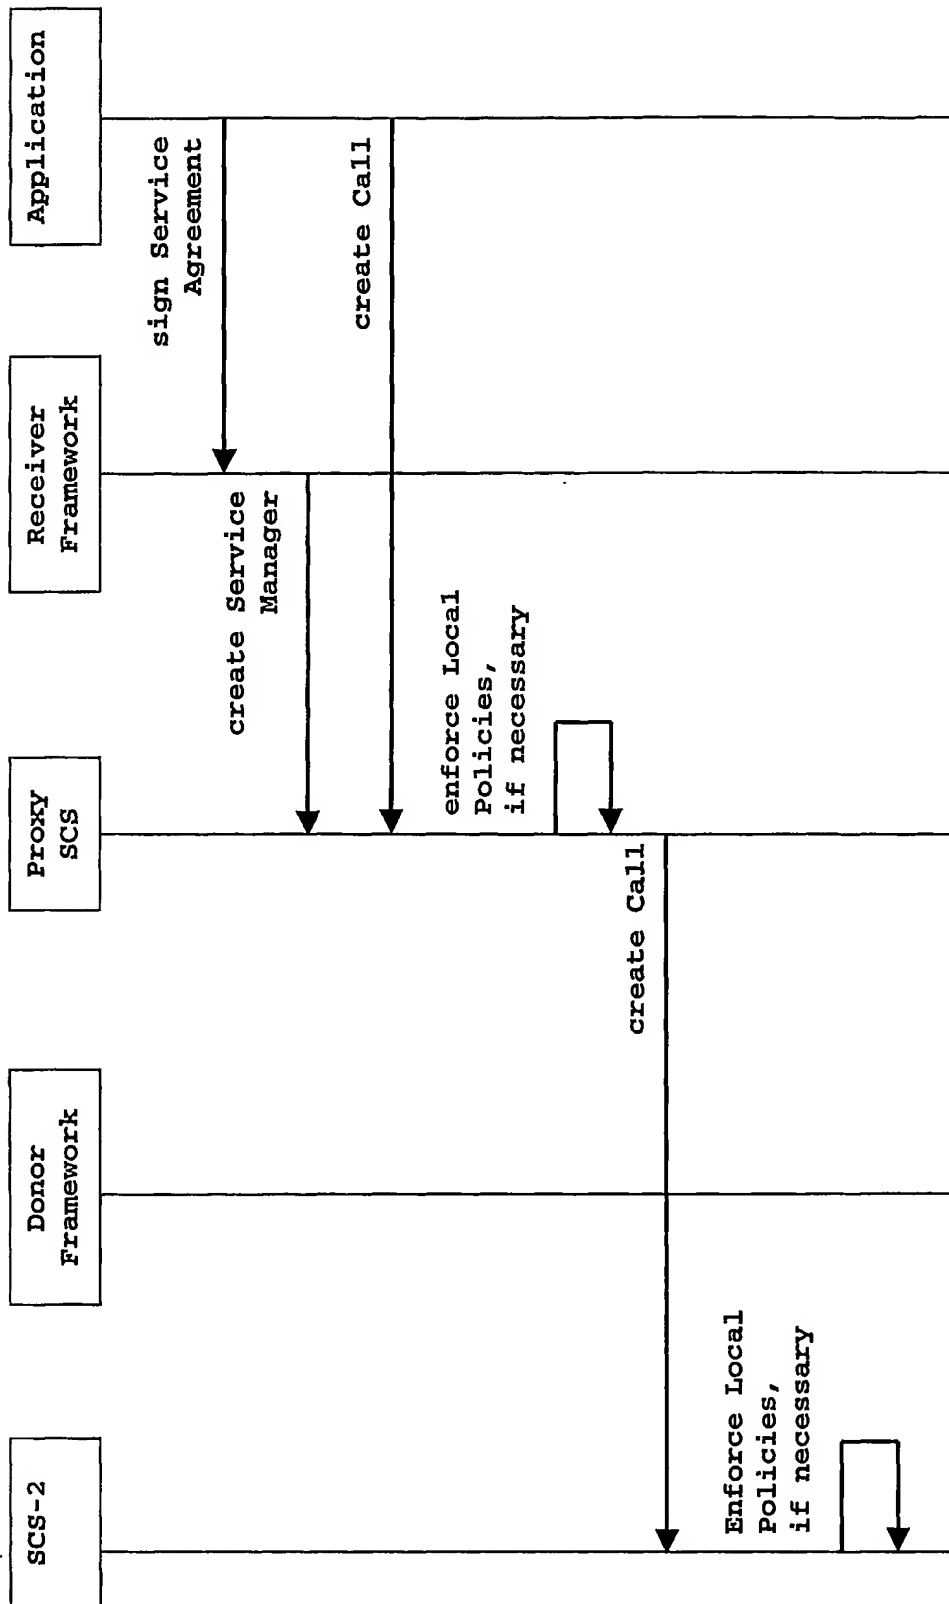 SCS-2
Donor
Framework
Proxy
SCS
Receiver
Framework
Application
sign Service
Agreement
create Service
Manager
create Call
enforce Local
Policies,
if necessary
create Call
Enforce Local
Policies,
if necessary